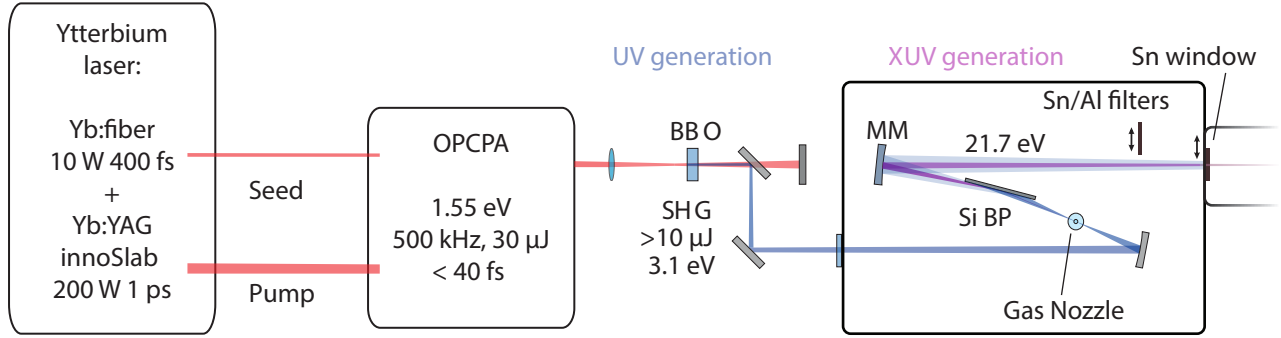 Ytterbium
laser:
Yb:fiber
10 W 400 fs
+
Yb:YAG
innoSlab
200 W 1 ps
Seed
Pump
OPCPA
1.55 eV
500 kHz, 30 µJ
< 40 fs
UV generation
BBO
SHG
>10 µJ
3.1 eV
XUV generation
Sn window
Sn/Al filters
MM
21.7 eV
Si BP
Gas Nozzle